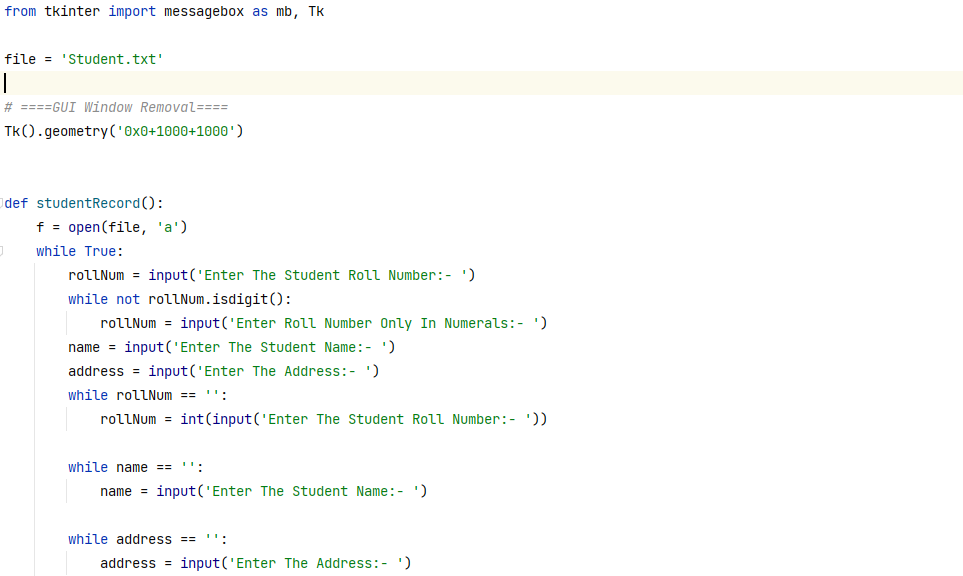 from tkinter import messagebox as mb, Tk
file = 'Student.txt'
# ====GUI Window Removal====
Tk().geometry('0x0+1000+1000')
def studentRecord():
    f = open(file, 'a')
    while True:
        rollNum = input('Enter The Student Roll Number:- ')
        while not rollNum.isdigit():
            rollNum = input('Enter Roll Number Only In Numerals:- ')
        name = input('Enter The Student Name:- ')
        address = input('Enter The Address:- ')
        while rollNum == '':
            rollNum = int(input('Enter The Student Roll Number:- '))
        while name == '':
            name = input('Enter The Student Name:- ')
        while address == '':
            address = input('Enter The Address:- ')